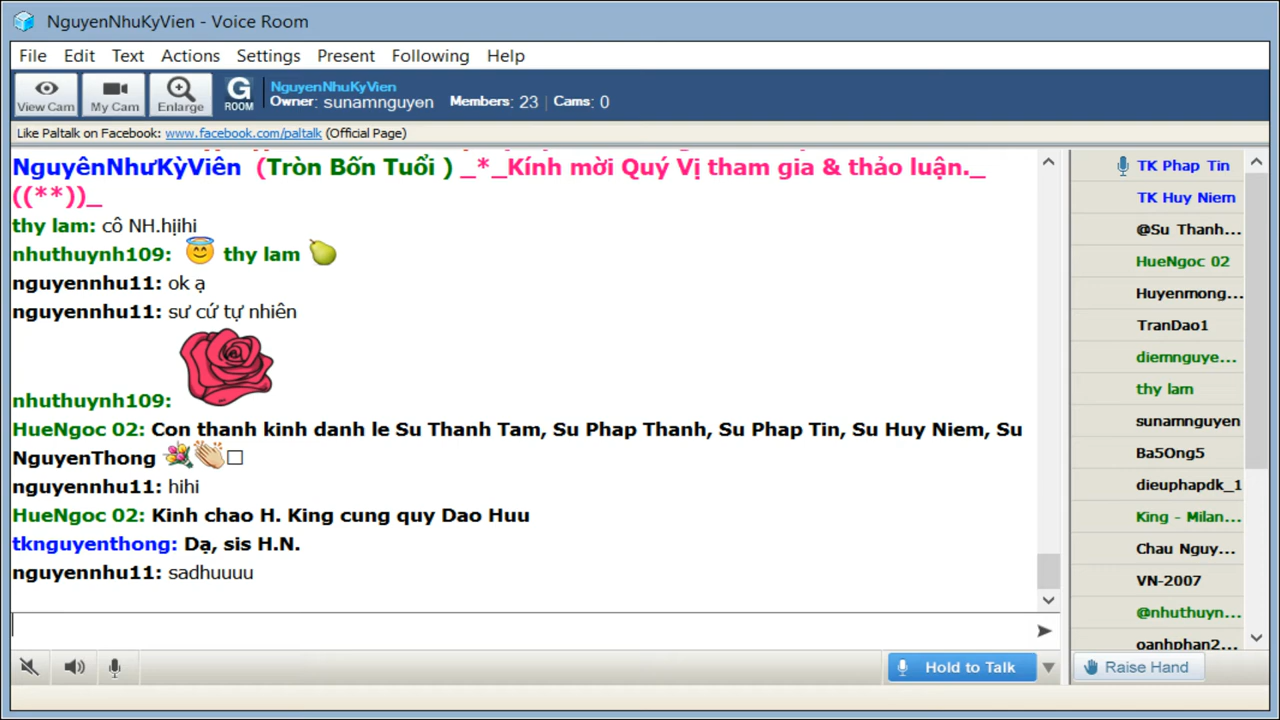 NguyenNhuKyVien - Voice Room
File Edit Text Actions Settings Present Following Help
View Cam My Cam Enlarge G ROOM
NguyenNhuKyVien
Owner: sunamnguyen Members: 23 Cams: 0
Like Paltalk on Facebook: www.facebook.com/paltalk (Official Page)
NguyênNhưKỳViên (Tròn Bốn Tuổi ) _*_Kính mời Quý Vị tham gia & thảo luận._
((**))_
thy lam: cô NH.hịihi
nhuthuynh109: thy lam
nguyennhu11: ok ạ
nguyennhu11: sư cứ tự nhiên
nhuthuynh109:
HueNgoc 02: Con thanh kinh danh le Su Thanh Tam, Su Phap Thanh, Su Phap Tin, Su Huy Niem, Su
NguyenThong
nguyennhu11: hihi
HueNgoc 02: Kinh chao H. King cung quy Dao Huu
tknguyenthong: Dạ, sis H.N.
nguyennhu11: sadhuuuu
TK Phap Tin
TK Huy Niem
@Su Thanh...
HueNgoc 02
Huyenmong...
TranDao1
diemnguye...
thy lam
sunamnguyen
Ba5Ong5
dieuphapdk_1
King - Milan...
Chau Nguy...
VN-2007
@nhuthuyn...
oanhphan2...
Hold to Talk
Raise Hand